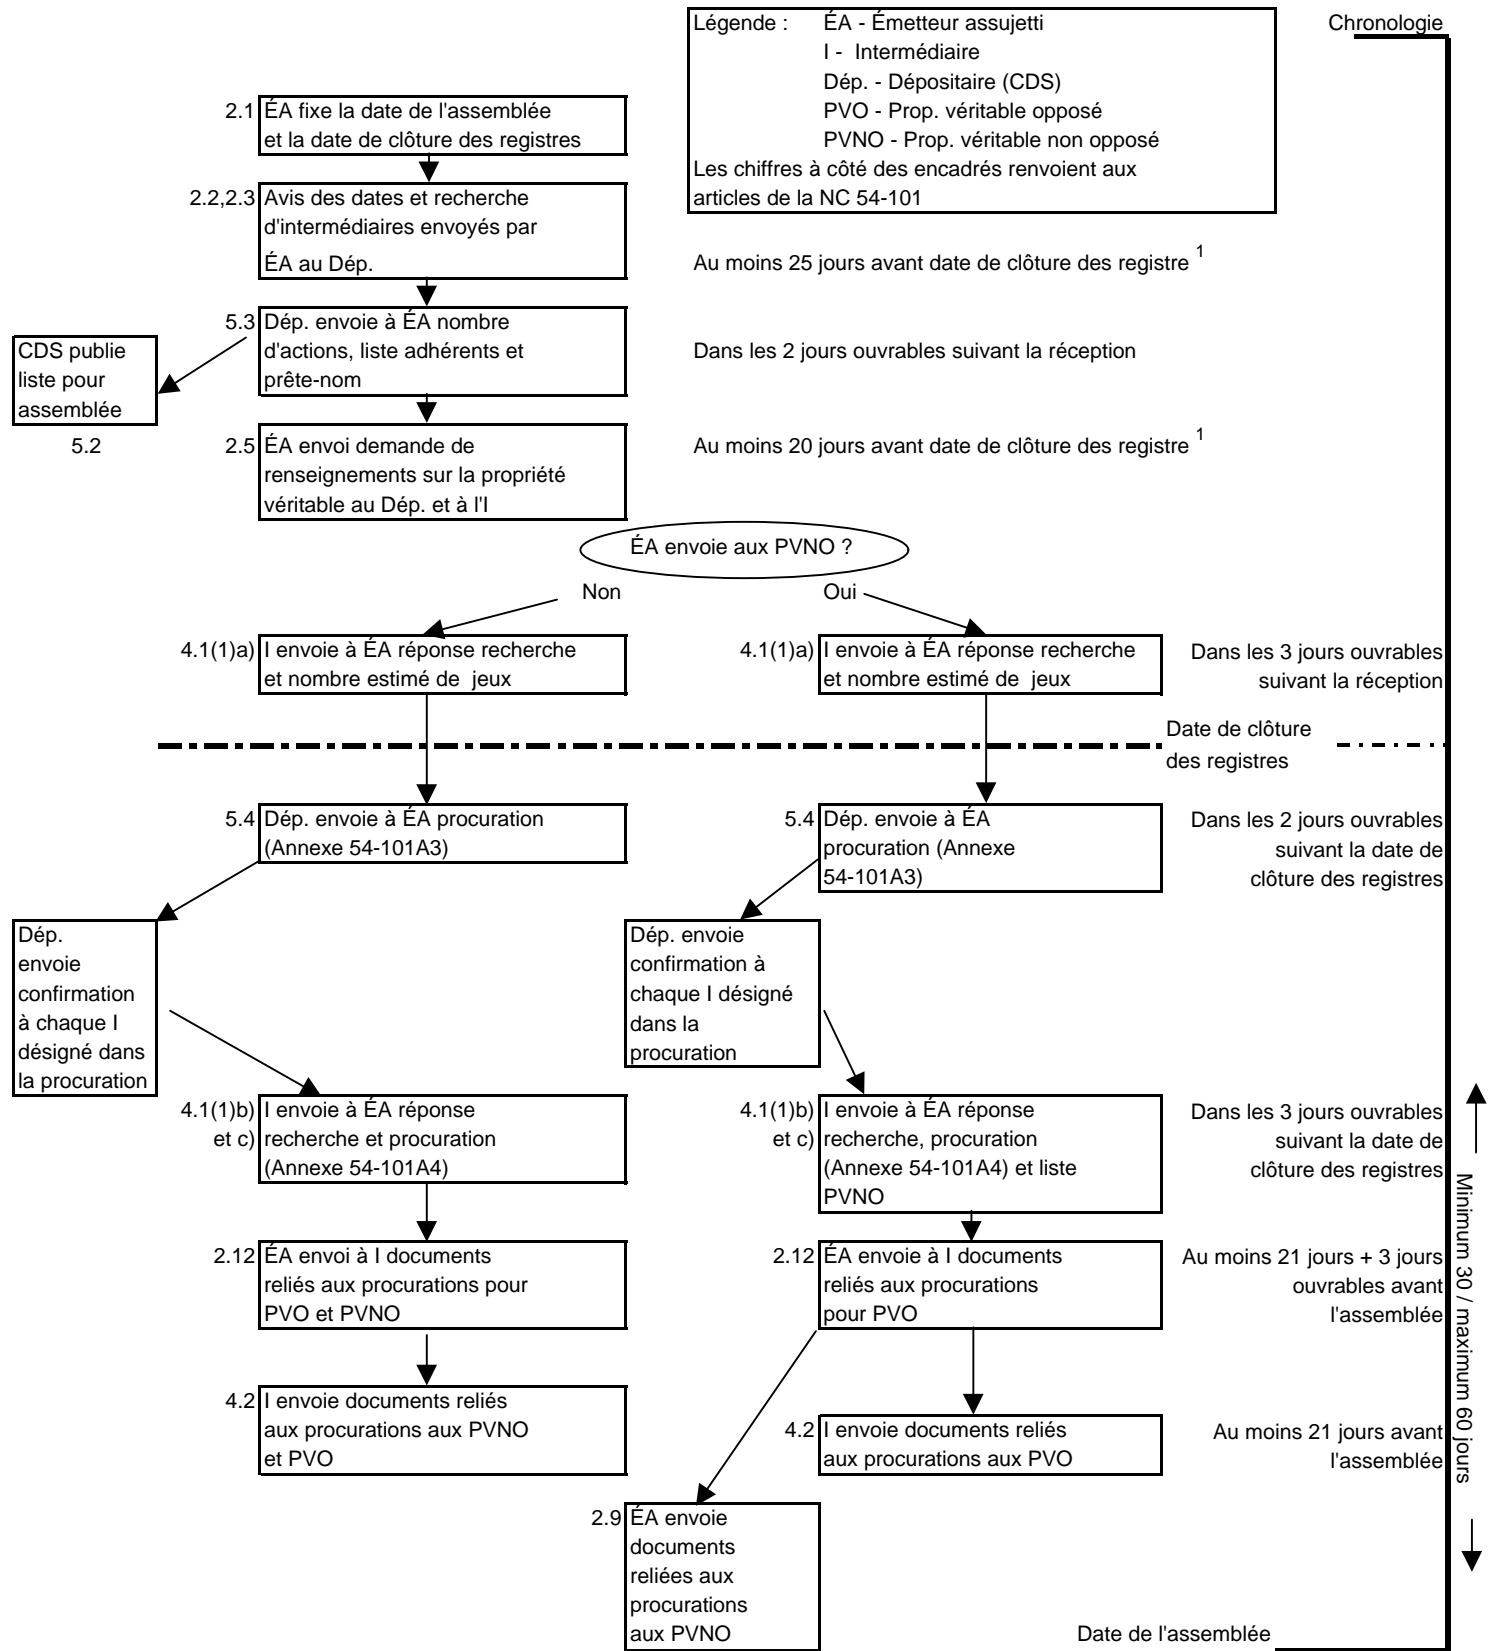 Légende : ÉA - Émetteur assujetti
I - Intermédiaire
Dép. - Dépositaire (CDS)
PVO - Prop. véritable opposé
PVNO - Prop. véritable non opposé
Les chiffres à côté des encadrés renvoient aux
articles de la NC 54-101
Chronologie
2.1 ÉA fixe la date de l'assemblée
et la date de clôture des registres
2.2,2.3 Avis des dates et recherche
d'intermédiaires envoyés par
ÉA au Dép.
Au moins 25 jours avant date de clôture des registre 1
5.3 Dép. envoie à ÉA nombre
d'actions, liste adhérents et
prête-nom
Dans les 2 jours ouvrables suivant la réception
CDS publie
liste pour
assemblée
5.2
2.5 ÉA envoi demande de
renseignements sur la propriété
véritable au Dép. et à l'I
Au moins 20 jours avant date de clôture des registre 1
ÉA envoie aux PVNO ?
Non
Oui
4.1(1)a) I envoie à ÉA réponse recherche
et nombre estimé de jeux
4.1(1)a) I envoie à ÉA réponse recherche
et nombre estimé de jeux
Dans les 3 jours ouvrables
suivant la réception
Date de clôture
des registres
5.4 Dép. envoie à ÉA procuration
(Annexe 54-101A3)
5.4 Dép. envoie à ÉA
procuration (Annexe
54-101A3)
Dans les 2 jours ouvrables
suivant la date de
clôture des registres
Dép.
envoie
confirmation
à chaque I
désigné dans
la procuration
Dép. envoie
confirmation à
chaque I désigné
dans la
procuration
4.1(1)b) I envoie à ÉA réponse
et c) recherche et procuration
(Annexe 54-101A4)
4.1(1)b) I envoie à ÉA réponse
et c) recherche, procuration
(Annexe 54-101A4) et liste
PVNO
Dans les 3 jours ouvrables
suivant la date de
clôture des registres
2.12 ÉA envoi à I documents
reliés aux procurations pour
PVO et PVNO
2.12 ÉA envoie à I documents
reliés aux procurations
pour PVO
Au moins 21 jours + 3 jours
ouvrables avant
l'assemblée
4.2 I envoie documents reliés
aux procurations aux PVNO
et PVO
4.2 I envoie documents reliés
aux procurations aux PVO
Au moins 21 jours avant
l'assemblée
Minimum 30 / maximum 60 jours
2.9 ÉA envoie
documents
reliées aux
procurations
aux PVNO
Date de l'assemblée